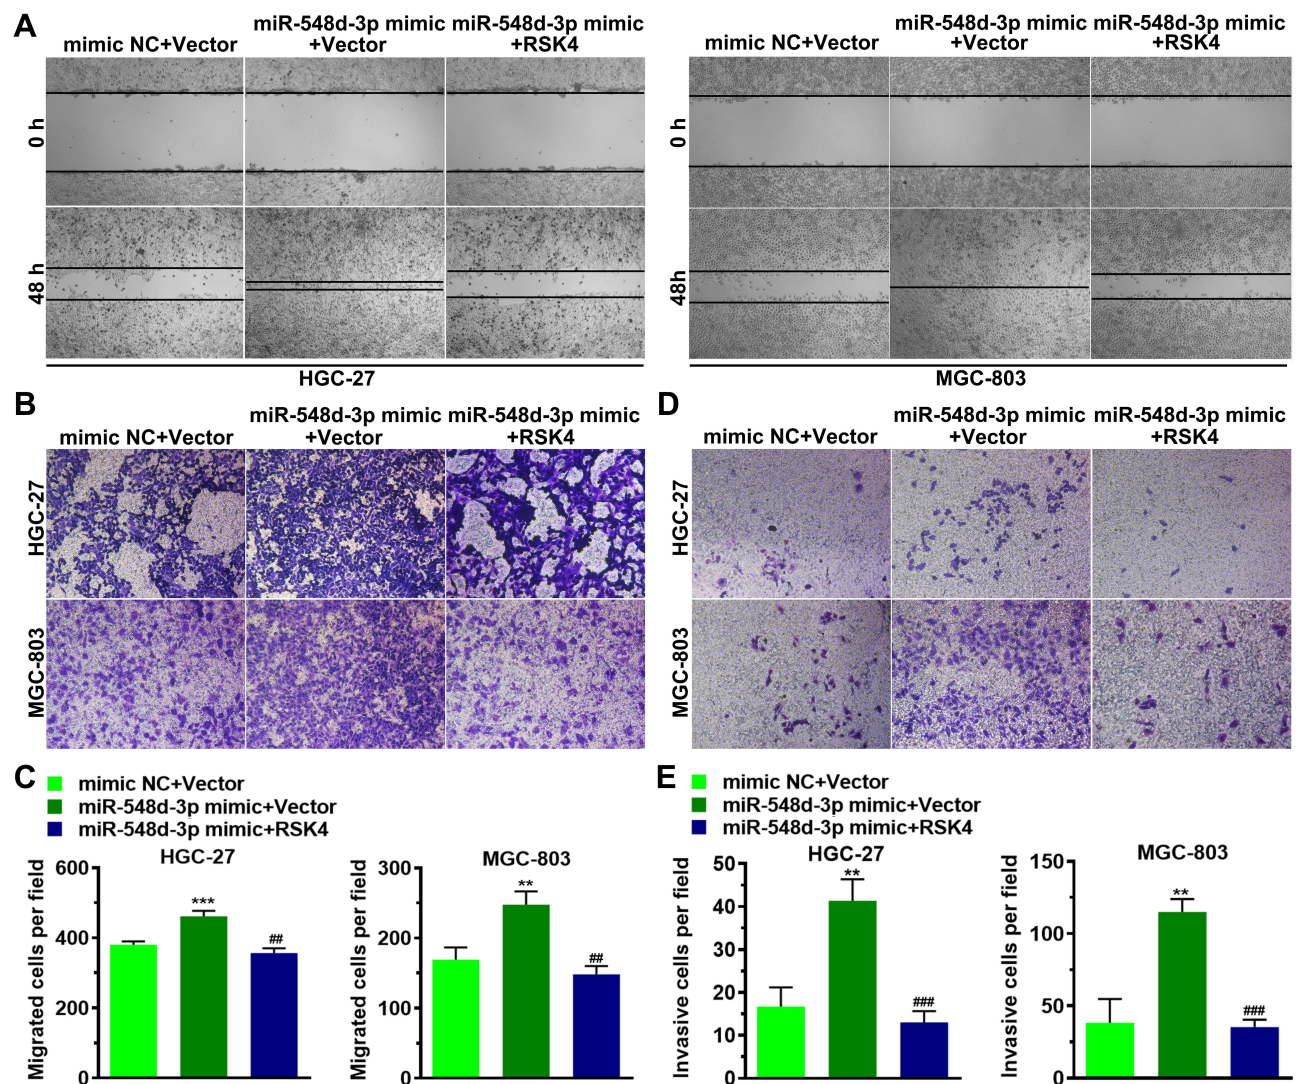 A
mimic NC+Vector
miR-548d-3p mimic
+Vector
miR-548d-3p mimic
+RSK4
mimic NC+Vector
miR-548d-3p mimic
+Vector
miR-548d-3p mimic
+RSK4
0 h
48 h
0 h
48h
HGC-27
MGC-803
B
mimic NC+Vector
miR-548d-3p mimic
+Vector
miR-548d-3p mimic
+RSK4
HGC-27
MGC-803
D
mimic NC+Vector
miR-548d-3p mimic
+Vector
miR-548d-3p mimic
+RSK4
HGC-27
MGC-803
C
mimic NC+Vector
miR-548d-3p mimic+Vector
miR-548d-3p mimic+RSK4
HGC-27
Migrated cells per field
600
400
200
0
***
##
MGC-803
Migrated cells per field
300
200
100
0
**
##
E
mimic NC+Vector
miR-548d-3p mimic+Vector
miR-548d-3p mimic+RSK4
HGC-27
Invasive cells per field
50
40
30
20
10
0
**
###
MGC-803
Invasive cells per field
150
100
50
0
**
###